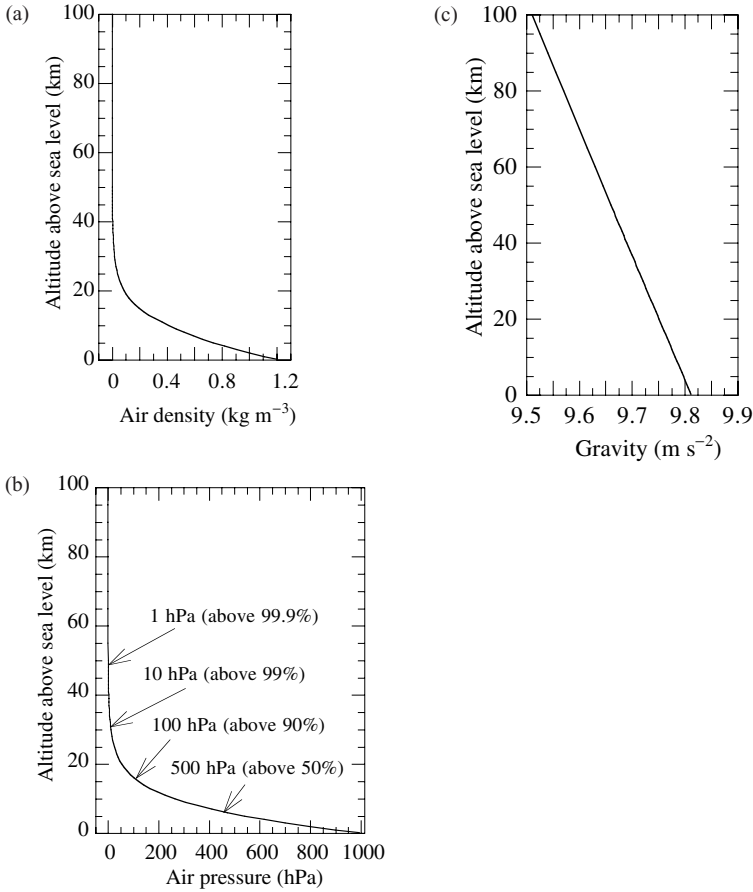 (a)
Altitude above sea level (km)
100
80
60
40
20
0
0 0.4 0.8 1.2
Air density (kg m−3)
(c)
Altitude above sea level (km)
100
80
60
40
20
0
9.5 9.6 9.7 9.8 9.9
Gravity (m s−2)
(b)
Altitude above sea level (km)
100
80
60
40
20
0
1 hPa (above 99.9%)
10 hPa (above 99%)
100 hPa (above 90%)
500 hPa (above 50%)
0 200 400 600 800 1000
Air pressure (hPa)